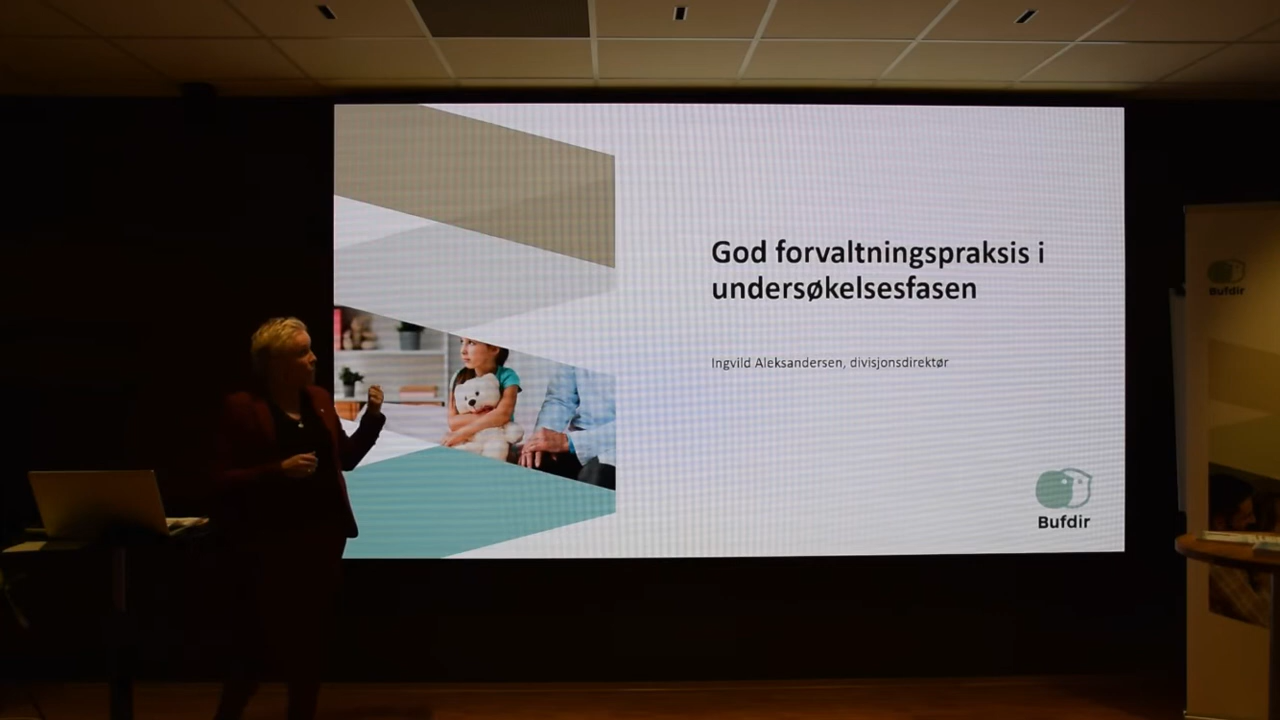 God forvaltningspraksis i
undersøkelsesfasen
Ingvild Aleksandersen, divisjonsdirektør
Bufdir
Bufdir